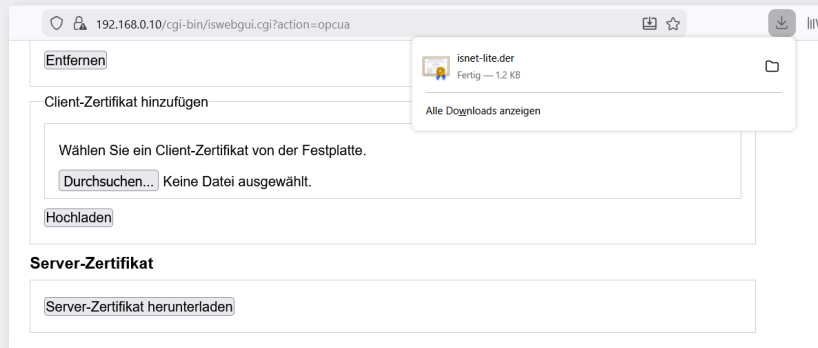 192.168.0.10/cgi-bin/iswebgui.cgi?action=opcua
isnet-lite.der
Fertig — 1,2 KB
Alle Downloads anzeigen
Entfernen
Client-Zertifikat hinzufügen
Wählen Sie ein Client-Zertifikat von der Festplatte.
Durchsuchen... Keine Datei ausgewählt.
Hochladen
Server-Zertifikat
Server-Zertifikat herunterladen